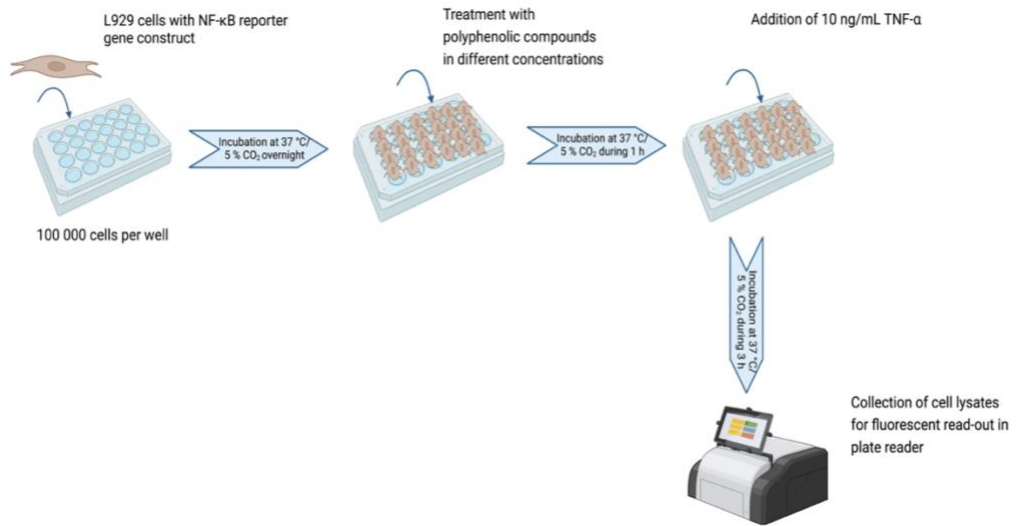 L929 cells with NF-κB reporter
gene construct
Treatment with
polyphenolic compounds
in different concentrations
Addition of 10 ng/mL TNF-α
Incubation at 37 °C/
5 % CO₂ overnight
Incubation at 37 °C/
5 % CO₂ during 1 h
100 000 cells per well
Incubation at 37 °C/
5 % CO₂ during 3 h
Collection of cell lysates
for fluorescent read-out in
plate reader